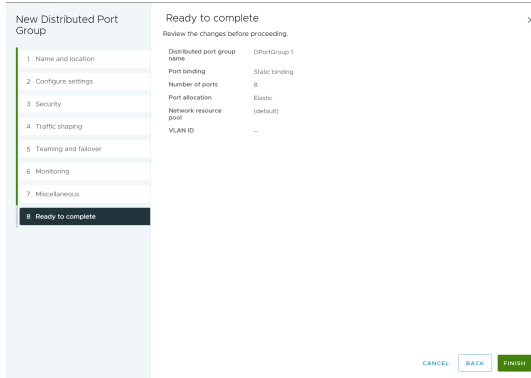 New Distributed Port
Group
1 Name and location
2 Configure settings
3 Security
4 Traffic shaping
5 Teaming and failover
6 Monitoring
7 Miscellaneous
8 Ready to complete
Ready to complete
Review the changes before proceeding.
Distributed port group
name
DPortGroup 1
Port binding
Static binding
Number of ports
8
Port allocation
Elastic
Network resource
pool
(default)
VLAN ID
--
CANCEL
BACK
FINISH